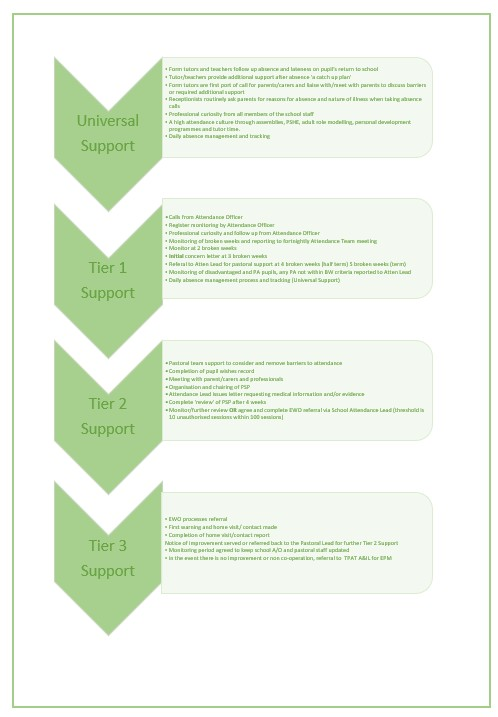 Universal
Support
• Form tutors and teachers follow up absence and lateness on pupil's return to school
• Tutor/teachers provide additional support after absence 'a catch up plan'
• Form tutors are first port of call for parents/carers and liaise with/meet with parents to discuss barriers
or required additional support
• Receptionists routinely ask parents for reasons for absence and nature of illness when taking absence
calls
• Professional curiosity from all members of the school staff
• A high attendance culture through assemblies, PSHE, adult role modelling, personal development
programmes and tutor time.
• Daily absence management and tracking
Tier 1
Support
• Calls from Attendance Officer
• Register monitoring by Attendance Officer
• Professional curiosity and follow up from Attendance Officer
• Monitoring of broken weeks and reporting to fortnightly Attendance Team meeting
• Monitor at 2 broken weeks
• Initial concern letter at 3 broken weeks
• Referal to Atten Lead for pastoral support at 4 broken weeks (half term) 5 broken weeks (term)
• Monitoring of disadvantaged and PA pupils, any PA not within BW criteria reported to Atten Lead
• Daily absence management process and tracking (Universal Support)
Tier 2
Support
• Pastoral team support to consider and remove barriers to attendance
• Completion of pupil wishes record
• Meeting with parent/carers and professionals
• Organisation and chairing of PSP
• Attendance Lead issues letter requesting medical information and/or evidence
• Complete 'review' of PSP after 4 weeks
• Monitor/further review OR agree and complete EWO referral via School Attendance Lead (threshold is
10 unauthorised sessions within 100 sessions)
Tier 3
Support
• EWO processes referral
• First warning and home visit/ contact made
• Completion of home visit/contact report
Notice of improvement served or referred back to the Pastoral Lead for further Tier 2 Support
• Monitoring period agreed to keep school A/O and pastoral staff updated
• In the event there is no improvement or non co-operation, referral to TPAT A&IL for EPM